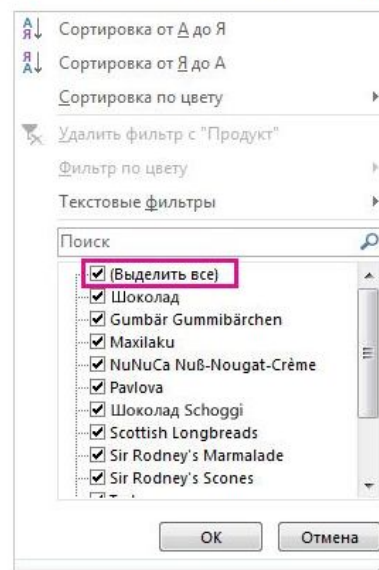 Сортировка от А до Я
Сортировка от Я до А
Сортировка по цвету
Удалить фильтр с "Продукт"
Фильтр по цвету
Текстовые фильтры
Поиск
(Выделить все)
Шоколад
Gumbär Gummibärchen
Maxilaku
NuNuCa Nuß-Nougat-Crème
Pavlova
Шоколад Schoggi
Scottish Longbreads
Sir Rodney's Marmalade
Sir Rodney's Scones
ОК
Отмена